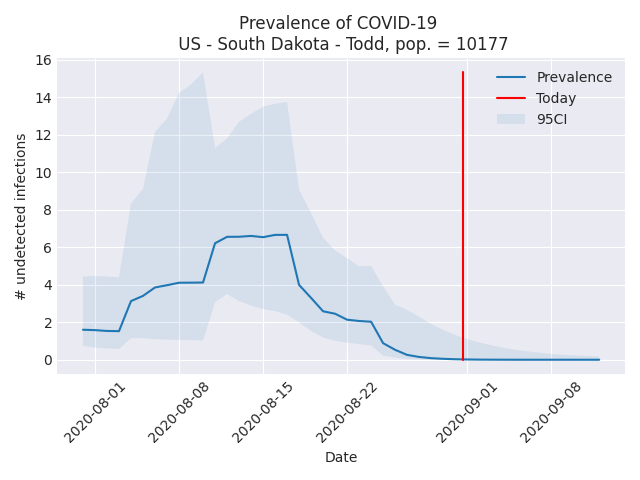 Prevalence of COVID-19
US - South Dakota - Todd, pop. = 10177
Prevalence
Today
95CI
16
14
12
10
8
6
4
2
0
# undetected infections
2020-08-01
2020-08-08
2020-08-15
2020-08-22
2020-09-01
2020-09-08
Date